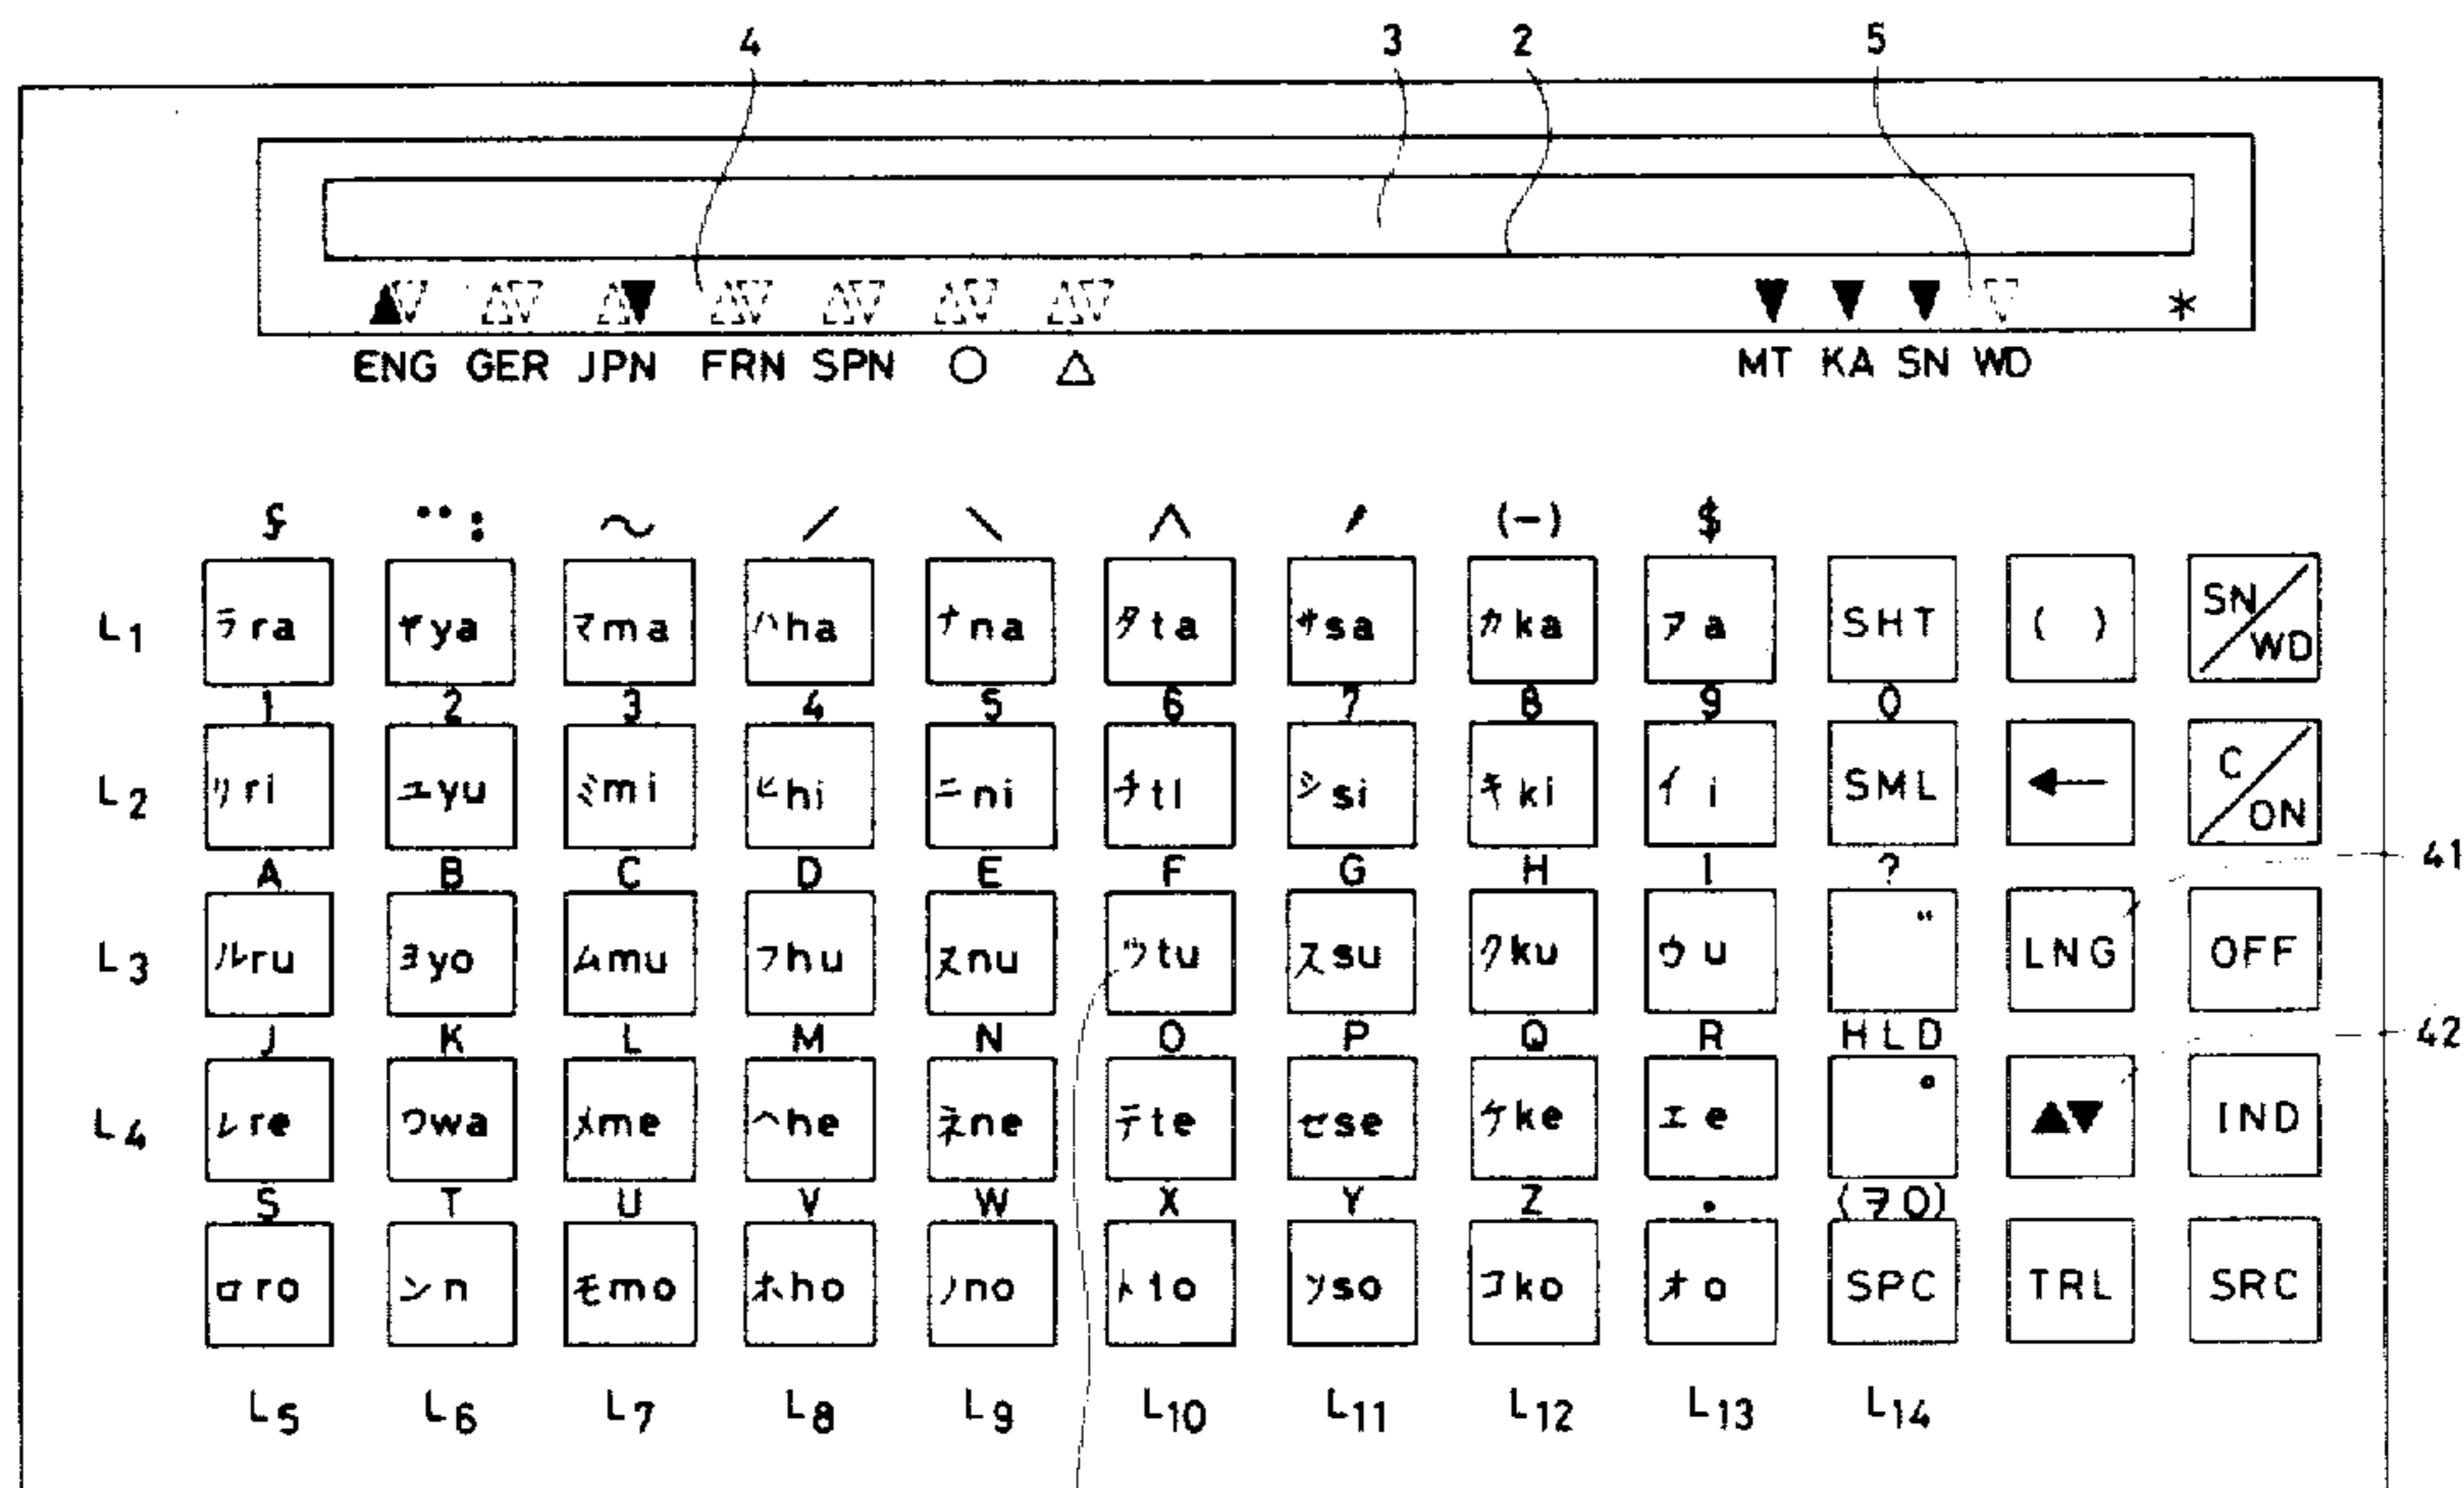 4 3 2 5
▲▽ △▽ △▼ △▽ △▽ △▽ △▽ ▼ ▼ ▼ ▽ *
ENG GER JPN FRN SPN ○ △ MT KA SN WD
¨ : ~ / \ ∧ (-) $
L1 ラra ヤya マma ハha ナna タta サsa カka アa SHT ( ) SN/WD
1 2 3 4 5 6 7 8 9 0
L2 リri ユyu ミmi ヒhi ニni チti シsi キki イi SML ← C/ON
A B C D E F G H I ? 41
L3 ルru ヨyo ムmu フhu ヌnu ツtu スsu クku ウu " LNG OFF
J K L M N O P Q R HLD 42
L4 レre ワwa メme ヘhe ネne テte セse ケke エe ° ▲▼ IND
S T U V W X Y Z . (ヲO)
ロro ンn モmo ホho ノno トto ソso コko オo SPC TRL SRC
L5 L6 L7 L8 L9 L10 L11 L12 L13 L14